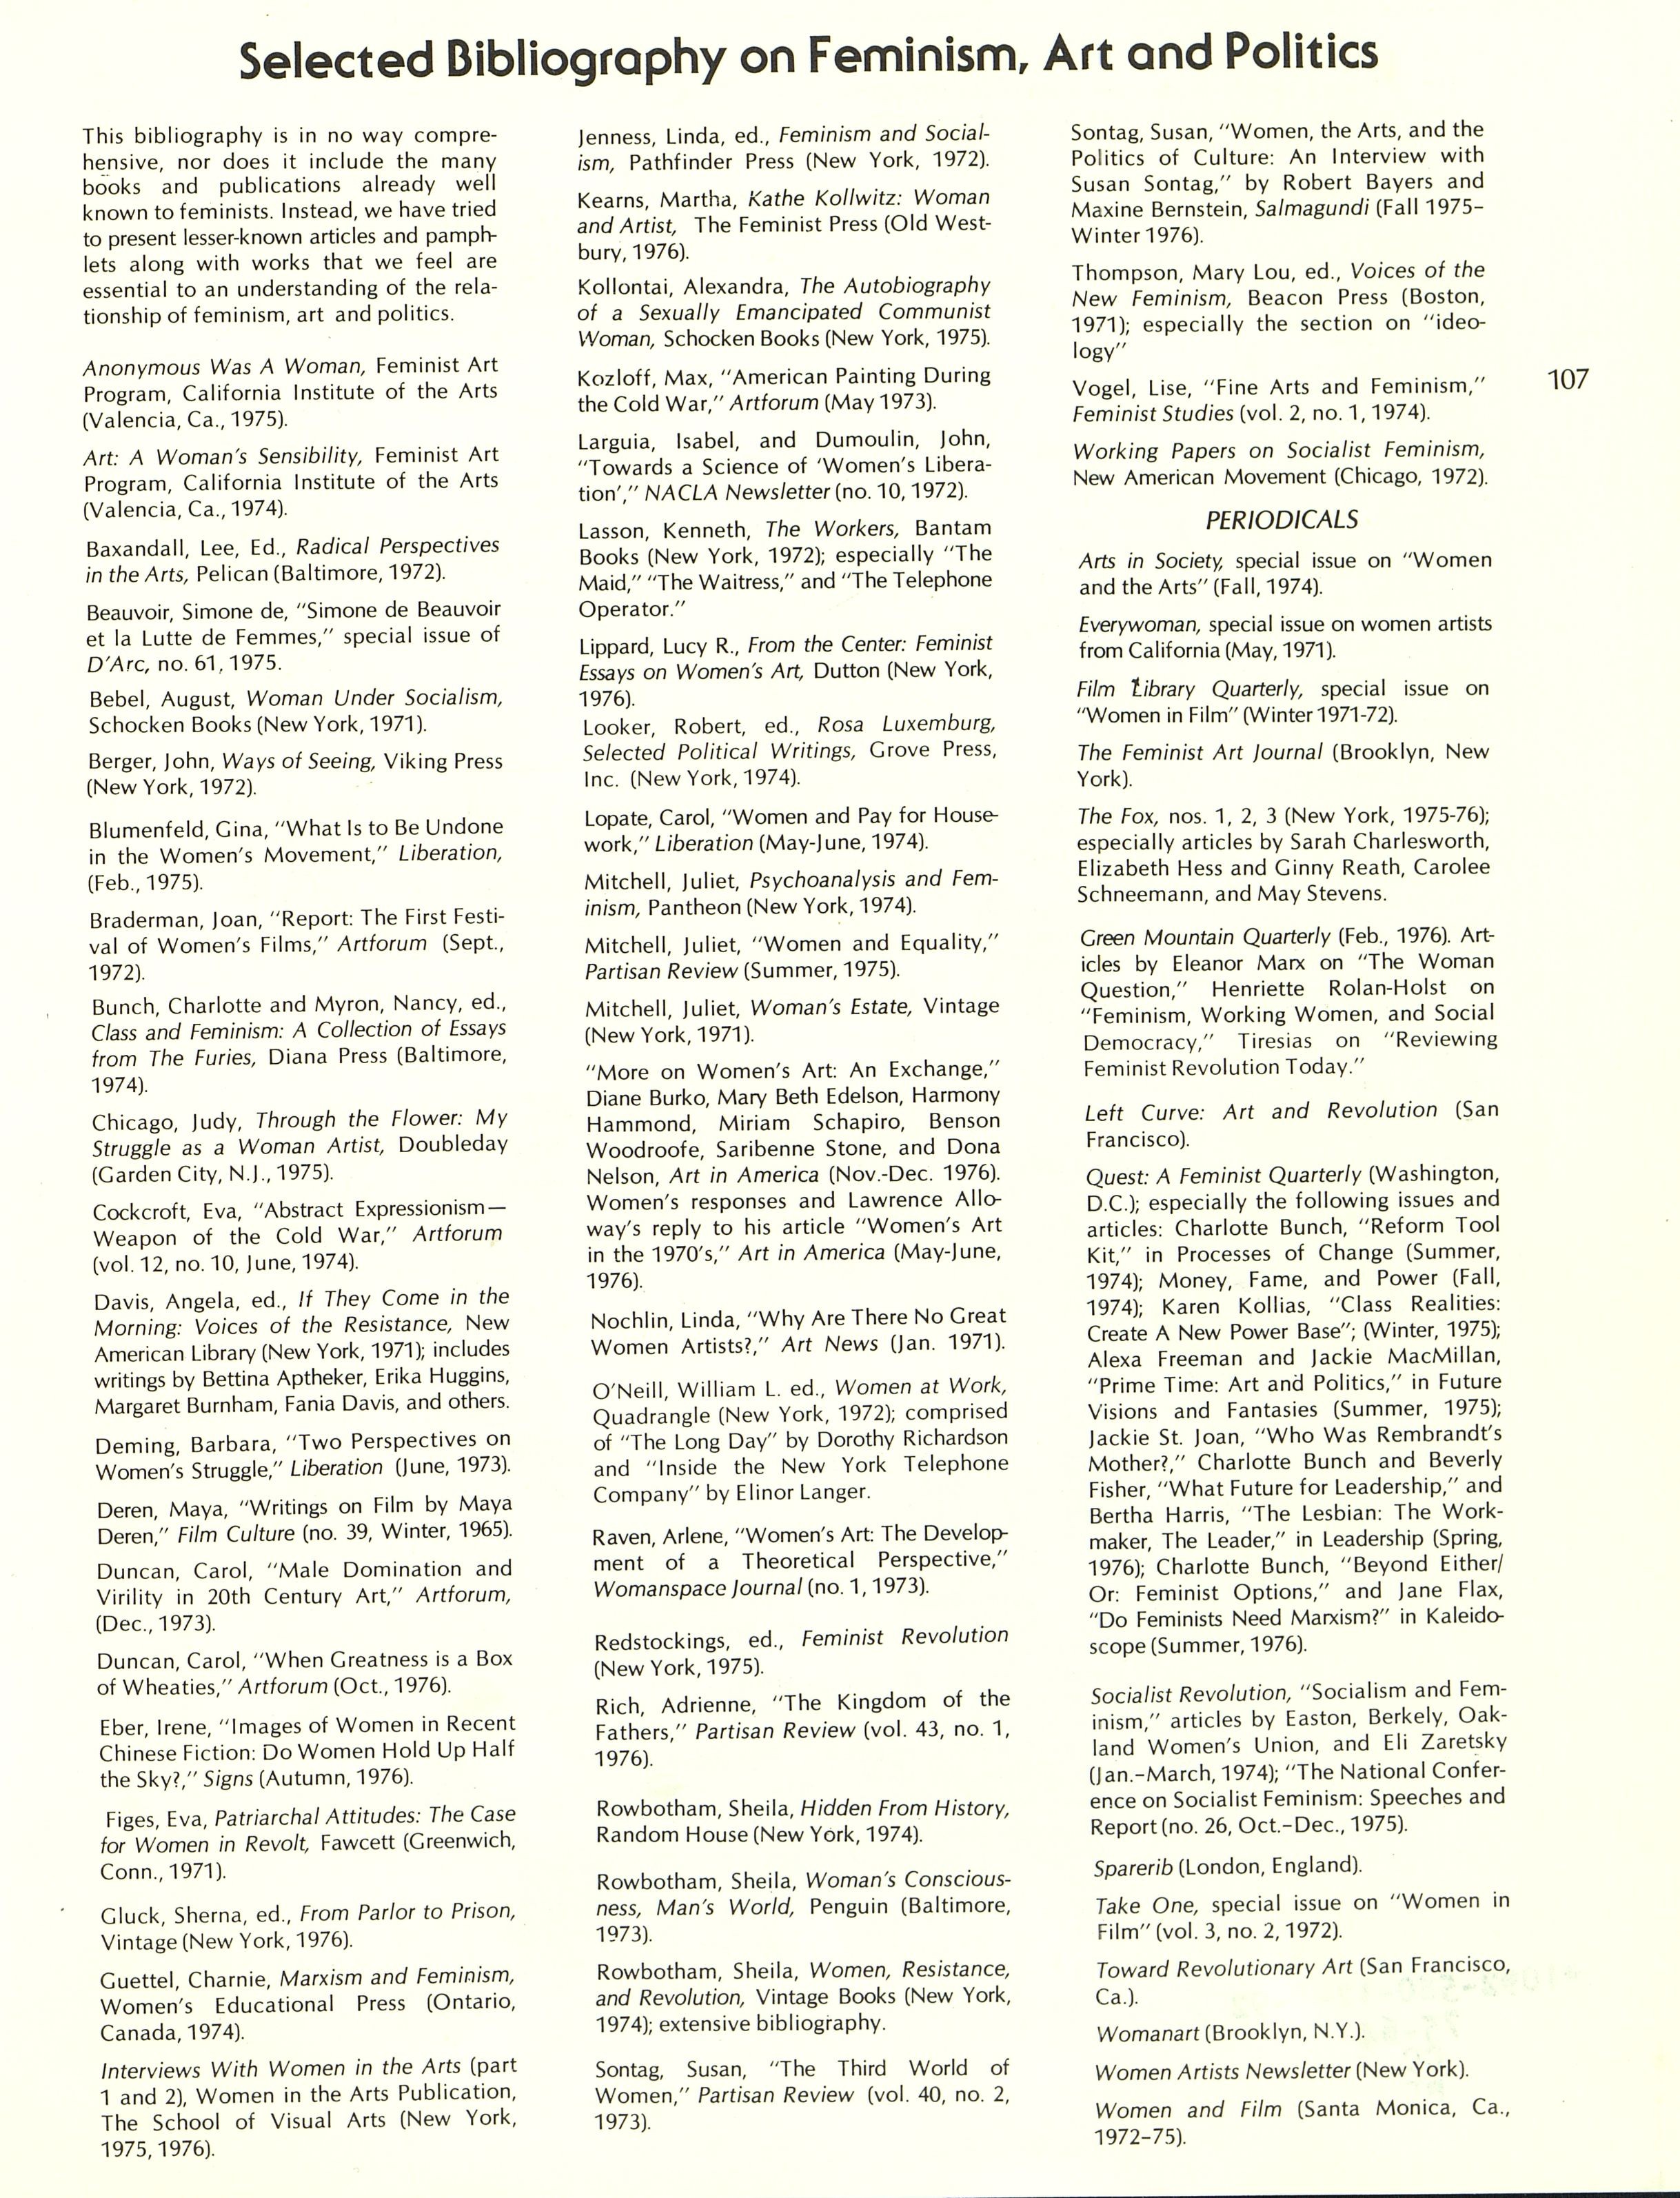 Selected Bibliography on Feminism, Art and Politics
This bibliography is in no way compre-
hensive, nor does it include the many
books and publications already well
known to feminists. Instead, we have tried
to present lesser-known articles and pamph-
lets along with works that we feel are
essential to an understanding of the rela-
tionship of feminism, art and politics.
Anonymous Was A Woman, Feminist Art
Program, California Institute of the Arts
(Valencia, Ca., 1975).
Art: A Woman's Sensibility, Feminist Art
Program, California Institute of the Arts
(Valencia, Ca., 1974).
Baxandall, Lee, Ed., Radical Perspectives
in the Arts, Pelican (Baltimore, 1972).
Beauvoir, Simone de, "Simone de Beauvoir
et la Lutte de Femmes," special issue of
D'Arc, no. 61, 1975.
Bebel, August, Woman Under Socialism,
Schocken Books (New York, 1971).
Berger, John, Ways of Seeing, Viking Press
(New York, 1972).
Blumenfeld, Gina, "What Is to Be Undone
in the Women's Movement," Liberation,
(Feb., 1975).
Braderman, Joan, "Report: The First Festi-
val of Women's Films," Artforum (Sept.,
1972).
Bunch, Charlotte and Myron, Nancy, ed.,
Class and Feminism: A Collection of Essays
from The Furies, Diana Press (Baltimore,
1974).
Chicago, Judy, Through the Flower: My
Struggle as a Woman Artist, Doubleday
(Garden City, N.J., 1975).
Cockcroft, Eva, "Abstract Expressionism—
Weapon of the Cold War," Artforum
(vol. 12, no. 10, June, 1974).
Davis, Angela, ed., If They Come in the
Morning: Voices of the Resistance, New
American Library (New York, 1971); includes
writings by Bettina Aptheker, Erika Huggins,
Margaret Burnham, Fania Davis, and others.
Deming, Barbara, "Two Perspectives on
Women's Struggle," Liberation (June, 1973).
Deren, Maya, "Writings on Film by Maya
Deren," Film Culture (no. 39, Winter, 1965).
Duncan, Carol, "Male Domination and
Virility in 20th Century Art," Artforum,
(Dec., 1973).
Duncan, Carol, "When Greatness is a Box
of Wheaties," Artforum (Oct., 1976).
Eber, Irene, "Images of Women in Recent
Chinese Fiction: Do Women Hold Up Half
the Sky?," Signs (Autumn, 1976).
Figes, Eva, Patriarchal Attitudes: The Case
for Women in Revolt, Fawcett (Greenwich,
Conn., 1971).
Gluck, Sherna, ed., From Parlor to Prison,
Vintage (New York, 1976).
Guettel, Charnie, Marxism and Feminism,
Women's Educational Press (Ontario,
Canada, 1974).
Interviews With Women in the Arts (part
1 and 2), Women in the Arts Publication,
The School of Visual Arts (New York,
1975, 1976).
Jenness, Linda, ed., Feminism and Social-
ism, Pathfinder Press (New York, 1972).
Kearns, Martha, Kathe Kollwitz: Woman
and Artist, The Feminist Press (Old West-
bury, 1976).
Kollontai, Alexandra, The Autobiography
of a Sexually Emancipated Communist
Woman, Schocken Books (New York, 1975).
Kozloff, Max, "American Painting During
the Cold War," Artforum (May 1973).
Larguia, Isabel, and Dumoulin, John,
"Towards a Science of 'Women's Libera-
tion'," NACLA Newsletter (no. 10, 1972).
Lasson, Kenneth, The Workers, Bantam
Books (New York, 1972); especially "The
Maid," "The Waitress," and "The Telephone
Operator."
Lippard, Lucy R., From the Center: Feminist
Essays on Women's Art, Dutton (New York,
1976).
Looker, Robert, ed., Rosa Luxemburg,
Selected Political Writings, Grove Press,
Inc. (New York, 1974).
Lopate, Carol, "Women and Pay for House-
work," Liberation (May-June, 1974).
Mitchell, Juliet, Psychoanalysis and Fem-
inism, Pantheon (New York, 1974).
Mitchell, Juliet, "Women and Equality,"
Partisan Review (Summer, 1975).
Mitchell, Juliet, Woman's Estate, Vintage
(New York, 1971).
"More on Women's Art: An Exchange,"
Diane Burko, Mary Beth Edelson, Harmony
Hammond, Miriam Schapiro, Benson
Woodroofe, Saribenne Stone, and Dona
Nelson, Art in America (Nov.-Dec. 1976).
Women's responses and Lawrence Allo-
way's reply to his article "Women's Art
in the 1970's," Art in America (May-June,
1976).
Nochlin, Linda, "Why Are There No Great
Women Artists?," Art News (Jan. 1971).
O'Neill, William L. ed., Women at Work,
Quadrangle (New York, 1972); comprised
of "The Long Day" by Dorothy Richardson
and "Inside the New York Telephone
Company" by Elinor Langer.
Raven, Arlene, "Women's Art: The Develop-
ment of a Theoretical Perspective,"
Womanspace Journal (no. 1, 1973).
Redstockings, ed., Feminist Revolution
(New York, 1975).
Rich, Adrienne, "The Kingdom of the
Fathers," Partisan Review (vol. 43, no. 1,
1976).
Rowbotham, Sheila, Hidden From History,
Random House (New York, 1974).
Rowbotham, Sheila, Woman's Conscious-
ness, Man's World, Penguin (Baltimore,
1973).
Rowbotham, Sheila, Women, Resistance,
and Revolution, Vintage Books (New York,
1974); extensive bibliography.
Sontag, Susan, "The Third World of
Women," Partisan Review (vol. 40, no. 2,
1973).
Sontag, Susan, "Women, the Arts, and the
Politics of Culture: An Interview with
Susan Sontag," by Robert Bayers and
Maxine Bernstein, Salmagundi (Fall 1975–
Winter 1976).
Thompson, Mary Lou, ed., Voices of the
New Feminism, Beacon Press (Boston,
1971); especially the section on "ideo-
logy"
Vogel, Lise, "Fine Arts and Feminism,"
Feminist Studies (vol. 2, no. 1, 1974).
Working Papers on Socialist Feminism,
New American Movement (Chicago, 1972).
PERIODICALS
Arts in Society, special issue on "Women
and the Arts" (Fall, 1974).
Everywoman, special issue on women artists
from California (May, 1971).
Film Library Quarterly, special issue on
"Women in Film" (Winter 1971-72).
The Feminist Art Journal (Brooklyn, New
York).
The Fox, nos. 1, 2, 3 (New York, 1975-76);
especially articles by Sarah Charlesworth,
Elizabeth Hess and Ginny Reath, Carolee
Schneemann, and May Stevens.
Green Mountain Quarterly (Feb., 1976). Art-
icles by Eleanor Marx on "The Woman
Question," Henriette Rolan-Holst on
"Feminism, Working Women, and Social
Democracy," Tiresias on "Reviewing
Feminist Revolution Today."
Left Curve: Art and Revolution (San
Francisco).
Quest: A Feminist Quarterly (Washington,
D.C.); especially the following issues and
articles: Charlotte Bunch, "Reform Tool
Kit," in Processes of Change (Summer,
1974); Money, Fame, and Power (Fall,
1974); Karen Kollias, "Class Realities:
Create A New Power Base"; (Winter, 1975);
Alexa Freeman and Jackie MacMillan,
"Prime Time: Art and Politics," in Future
Visions and Fantasies (Summer, 1975);
Jackie St. Joan, "Who Was Rembrandt's
Mother?," Charlotte Bunch and Beverly
Fisher, "What Future for Leadership," and
Bertha Harris, "The Lesbian: The Work-
maker, The Leader," in Leadership (Spring,
1976); Charlotte Bunch, "Beyond Either/
Or: Feminist Options," and Jane Flax,
"Do Feminists Need Marxism?" in Kaleido-
scope (Summer, 1976).
Socialist Revolution, "Socialism and Fem-
inism," articles by Easton, Berkely, Oak-
land Women's Union, and Eli Zaretsky
(Jan.–March, 1974); "The National Confer-
ence on Socialist Feminism: Speeches and
Report (no. 26, Oct.–Dec., 1975).
Sparerib (London, England).
Take One, special issue on "Women in
Film" (vol. 3, no. 2, 1972).
Toward Revolutionary Art (San Francisco,
Ca.).
Womanart (Brooklyn, N.Y.).
Women Artists Newsletter (New York).
Women and Film (Santa Monica, Ca.,
1972–75).
107